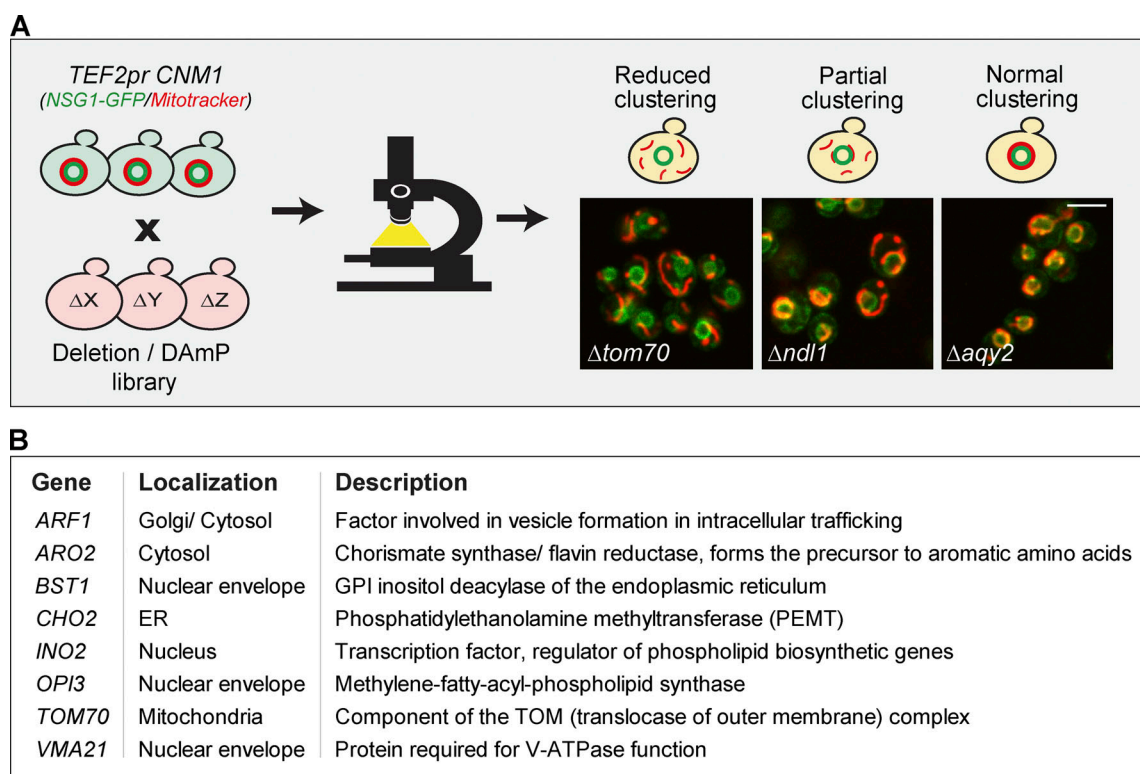 A
TEF2pr CNM1
(NSG1-GFP/Mitotracker)
X
ΔX ΔY ΔZ
Deletion / DAmP
library
Reduced
clustering
Partial
clustering
Normal
clustering
Δtom70
Δndl1
Δaqy2
B
Gene Localization Description
ARF1 Golgi/ Cytosol Factor involved in vesicle formation in intracellular trafficking
ARO2 Cytosol Chorismate synthase/ flavin reductase, forms the precursor to aromatic amino acids
BST1 Nuclear envelope GPI inositol deacylase of the endoplasmic reticulum
CHO2 ER Phosphatidylethanolamine methyltransferase (PEMT)
INO2 Nucleus Transcription factor, regulator of phospholipid biosynthetic genes
OPI3 Nuclear envelope Methylene-fatty-acyl-phospholipid synthase
TOM70 Mitochondria Component of the TOM (translocase of outer membrane) complex
VMA21 Nuclear envelope Protein required for V-ATPase function